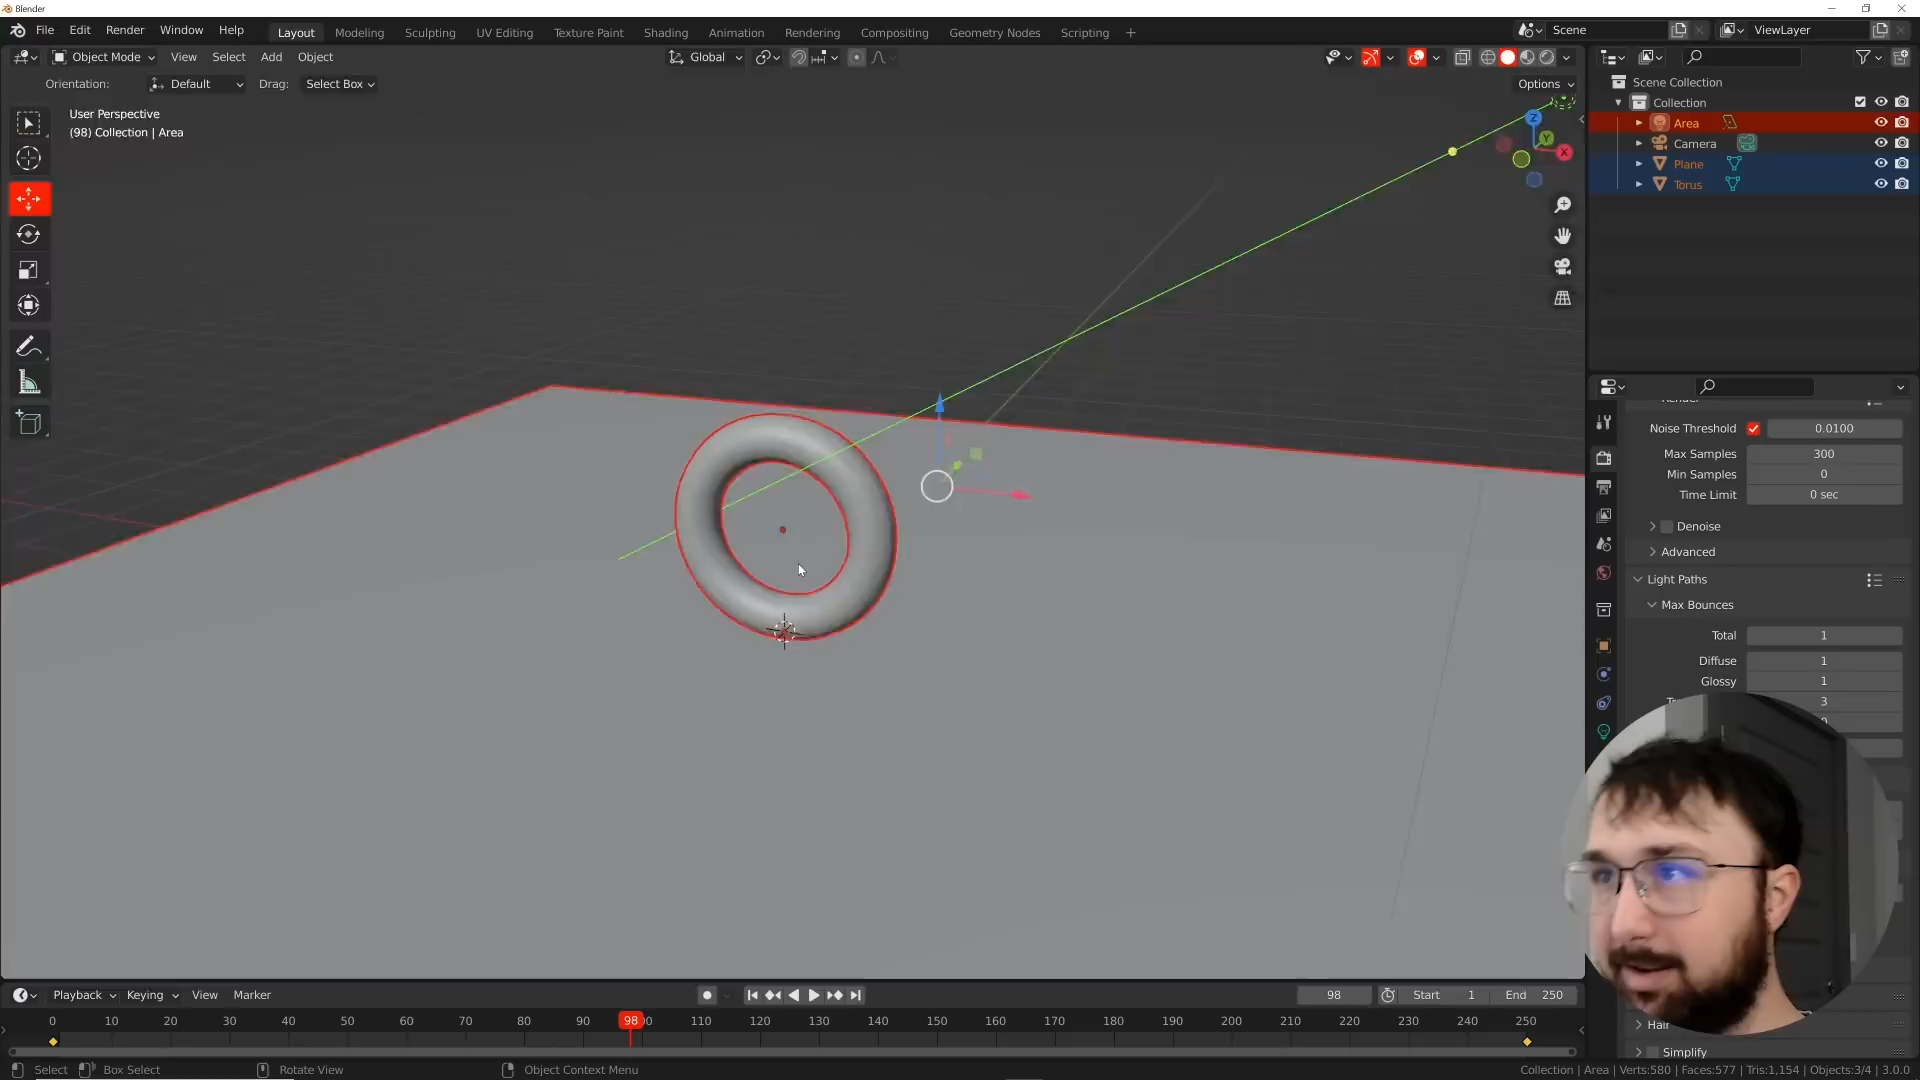 Blender
File Edit Render Window Help
Layout Modeling Sculpting UV Editing Texture Paint Shading Animation Rendering Compositing Geometry Nodes Scripting +
Scene
ViewLayer
Object Mode View Select Add Object
Global
Orientation: Default Drag: Select Box
Options
User Perspective
(98) Collection | Area
Z
Y
X
Scene Collection
Collection
Area
Camera
Plane
Torus
Noise Threshold 0.0100
Max Samples 300
Min Samples 0
Time Limit 0 sec
Denoise
Advanced
Light Paths
Max Bounces
Total 1
Diffuse 1
Glossy 1
3
Hair
Simplify
Playback Keying View Marker
98 Start 1 End 250
0 10 20 30 40 50 60 70 80 90 98 110 120 130 140 150 160 170 180 190 200 210 220 230 240 250
Select Box Select Rotate View Object Context Menu
Collection | Area | Verts:580 | Faces:577 | Tris:1,154 | Objects:3/4 | 3.0.0